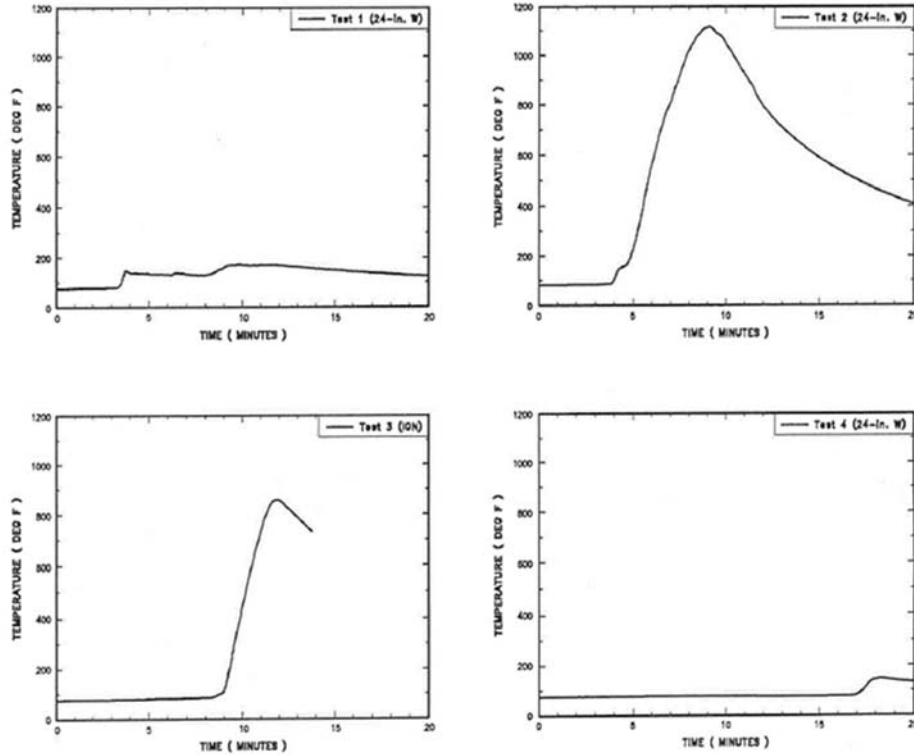 Test 1 (24-In. W)
1200
1000
800
600
400
200
0
TEMPERATURE ( DEG F )
0 5 10 15 20
TIME ( MINUTES )
Test 2 (24-In. W)
1200
1000
800
600
400
200
0
TEMPERATURE ( DEG F )
0 5 10 15 20
TIME ( MINUTES )
Test 3 (IGN)
1200
1000
800
600
400
200
0
TEMPERATURE ( DEG F )
0 5 10 15 20
TIME ( MINUTES )
Test 4 (24-In. W)
1200
1000
800
600
400
200
0
TEMPERATURE ( DEG F )
0 5 10 15 20
TIME ( MINUTES )